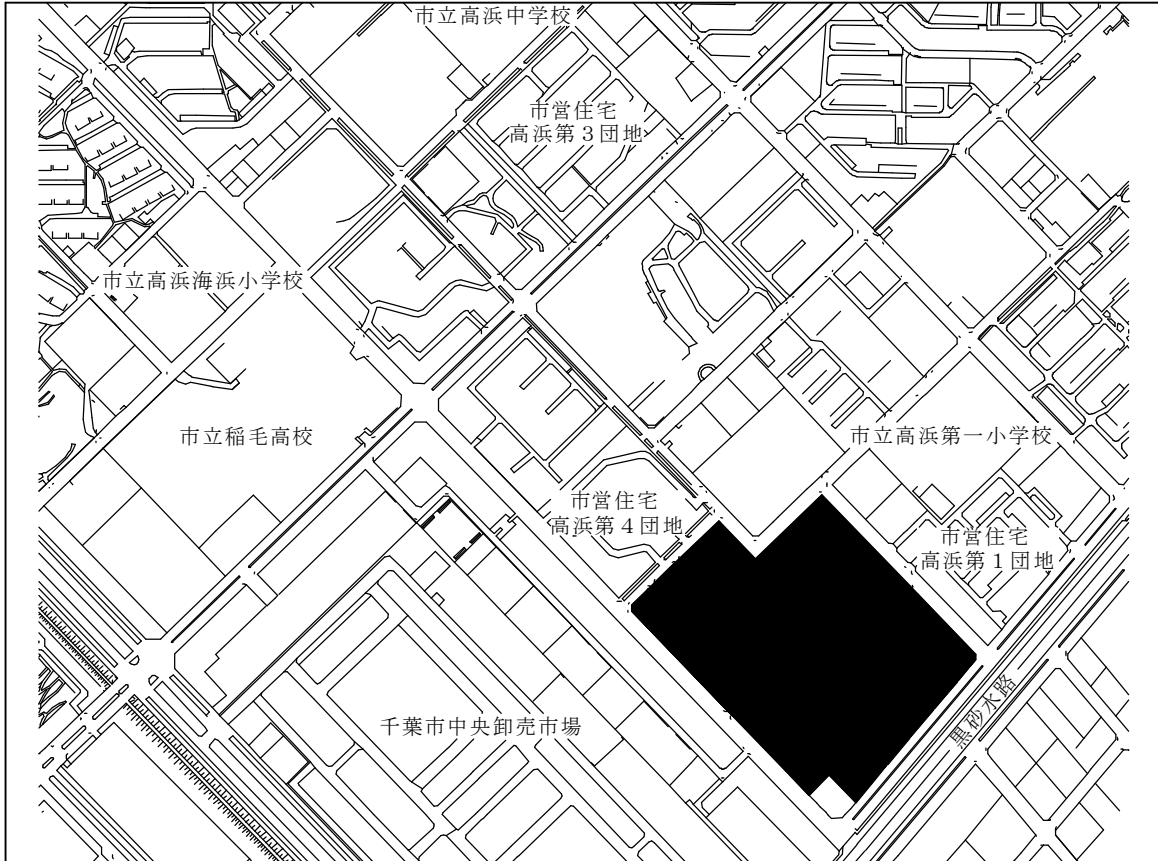 市立高浜中学校
市営住宅
高浜第３団地
市立高浜海浜小学校
市立稲毛高校
市立高浜第一小学校
市営住宅
高浜第４団地
市営住宅
高浜第１団地
黒砂水路
千葉市中央卸売市場